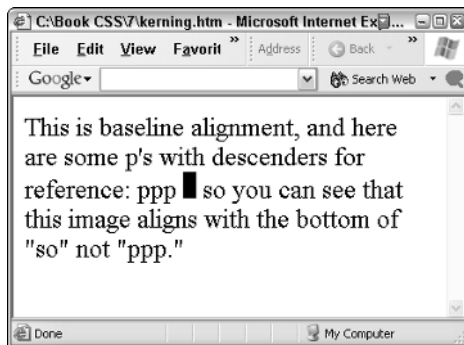 C:\Book CSS\7\kerning.htm - Microsoft Internet Ex...
File Edit View Favorit » Address Back »
Google Search Web
This is baseline alignment, and here
are some p's with descenders for
reference: ppp so you can see that
this image aligns with the bottom of
"so" not "ppp."
Done My Computer